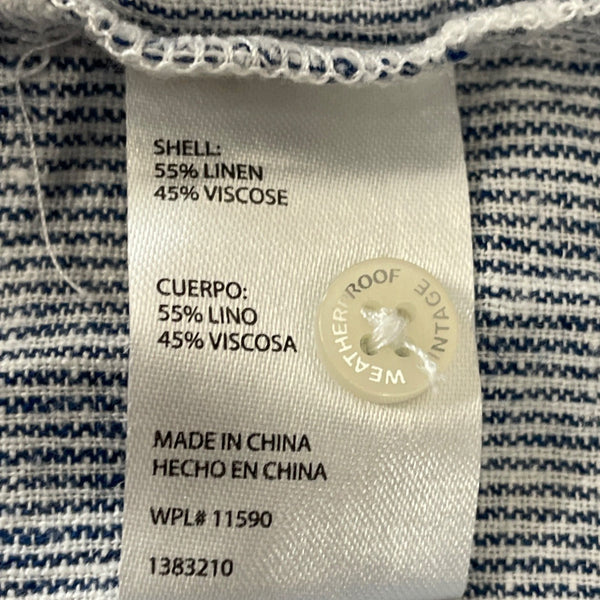 SHELL:
55% LINEN
45% VISCOSE
CUERPO:
55% LINO
45% VISCOSA
WEATHERPROOF
VINTAGE
MADE IN CHINA
HECHO EN CHINA
WPL# 11590
1383210